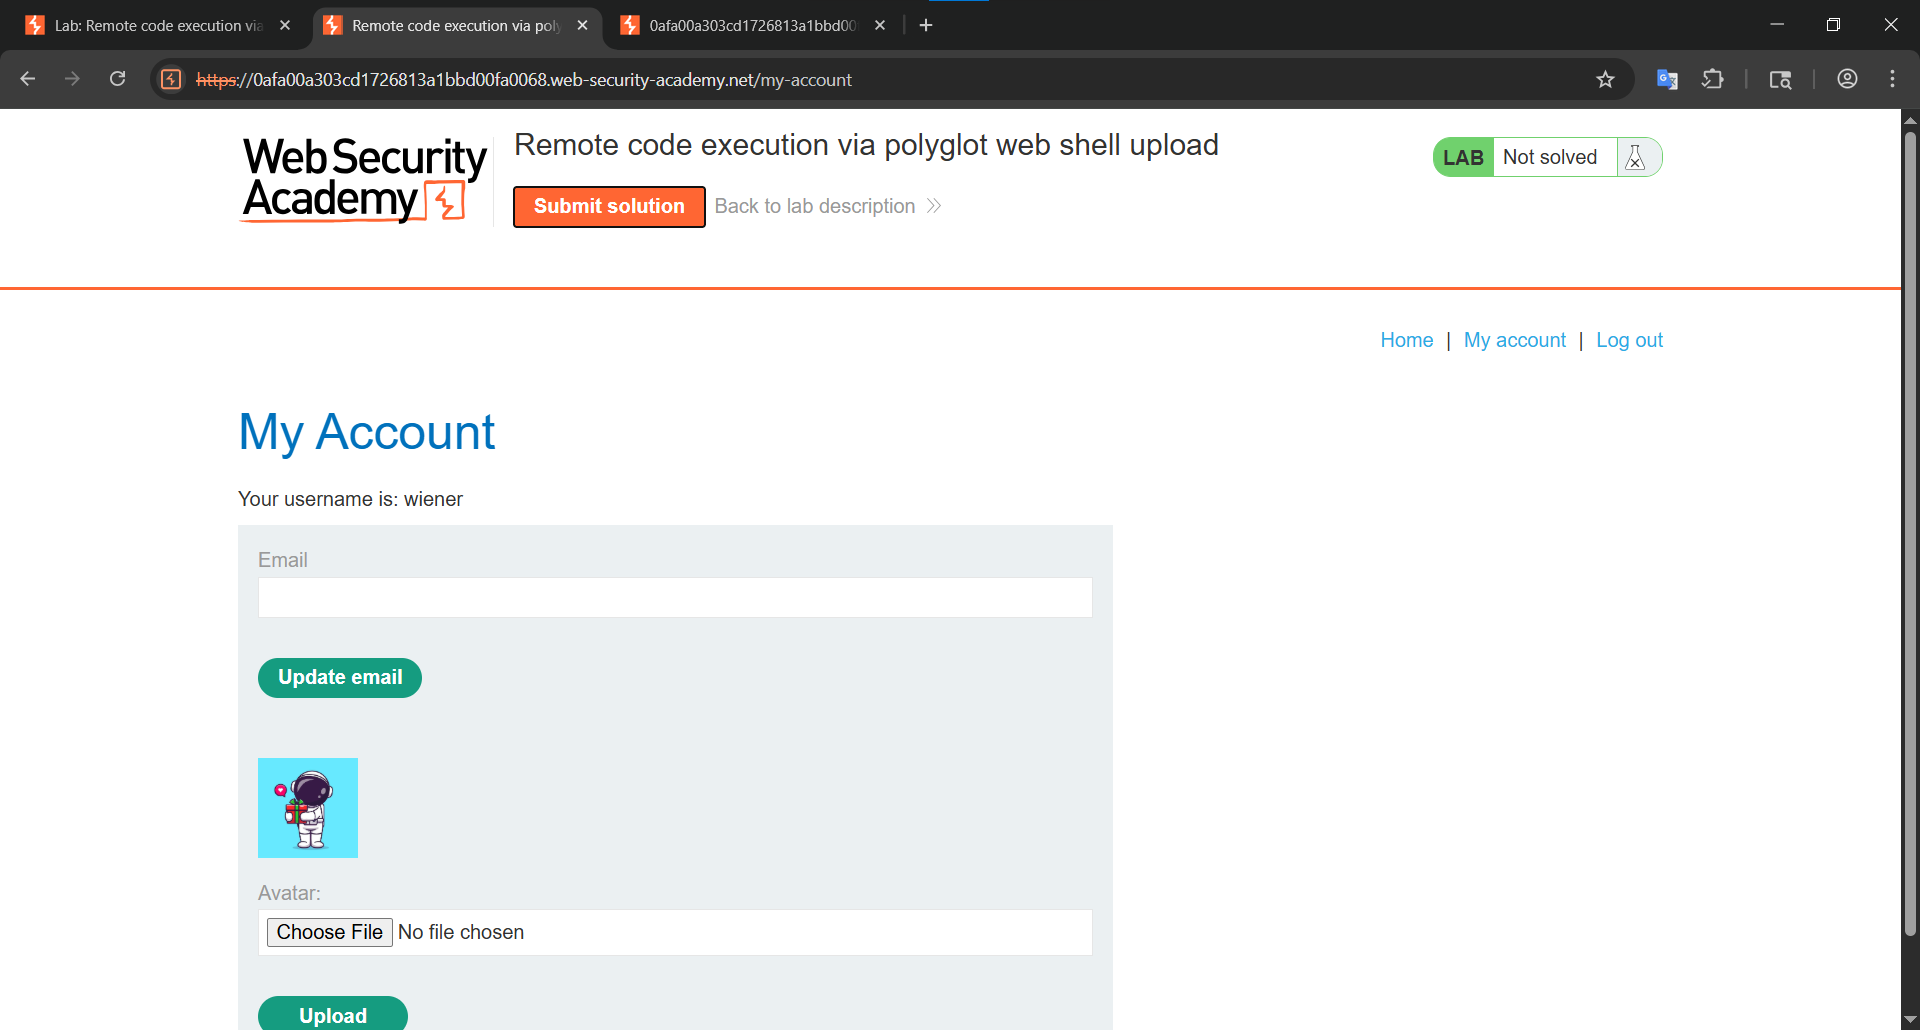 Lab: Remote code execution via
Remote code execution via poly
0afa00a303cd1726813a1bbd00
https://0afa00a303cd1726813a1bbd00fa0068.web-security-academy.net/my-account
Web Security
Academy
Remote code execution via polyglot web shell upload
Submit solution
Back to lab description
LAB
Not solved
Home | My account | Log out
My Account
Your username is: wiener
Email
Update email
Avatar:
Choose File No file chosen
Upload